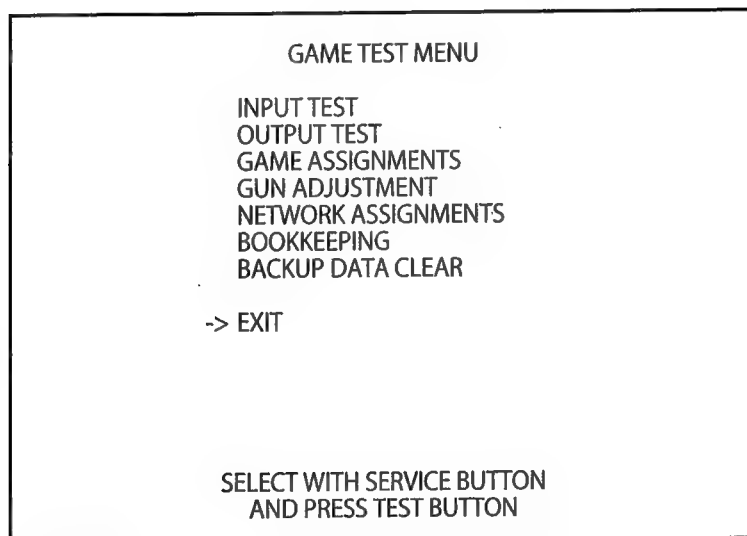 GAME TEST MENU
INPUT TEST
OUTPUT TEST
GAME ASSIGNMENTS
GUN ADJUSTMENT
NETWORK ASSIGNMENTS
BOOKKEEPING
BACKUP DATA CLEAR
-> EXIT
SELECT WITH SERVICE BUTTON
AND PRESS TEST BUTTON